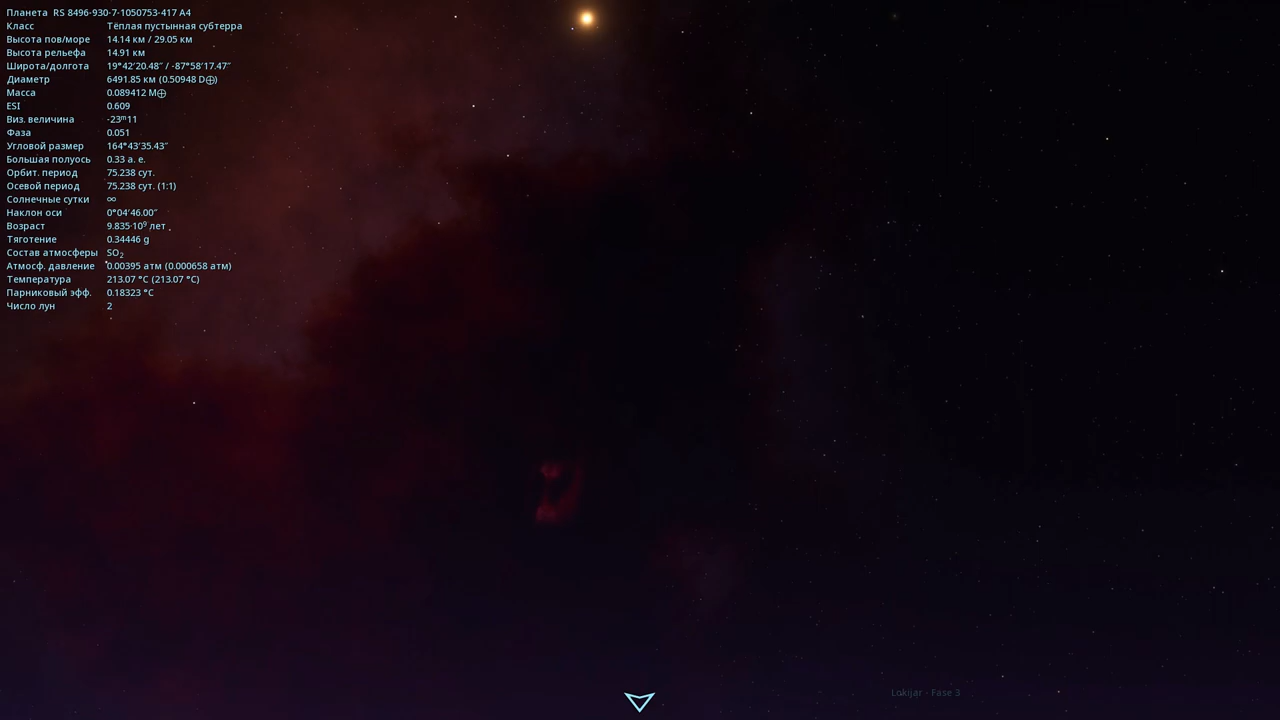 Планета RS 8496-930-7-1050753-417 A4
Класс Тёплая пустынная субтерра
Высота пов/море 14.14 км / 29.05 км
Высота рельефа 14.91 км
Широта/долгота 19°42′20.48″ / -87°58′17.47″
Диаметр 6491.85 км (0.50948 D⨁)
Масса 0.089412 M⨁
ESI 0.609
Виз. величина -23ᵐ11
Фаза 0.051
Угловой размер 164°43′35.43″
Большая полуось 0.33 а. е.
Орбит. период 75.238 сут.
Осевой период 75.238 сут. (1:1)
Солнечные сутки ∞
Наклон оси 0°04′46.00″
Возраст 9.835·10⁹ лет
Тяготение 0.34446 g
Состав атмосферы SO₂
Атмосф. давление 0.00395 атм (0.000658 атм)
Температура 213.07 °C (213.07 °C)
Парниковый эфф. 0.18323 °C
Число лун 2
Lokijar - Fase 3